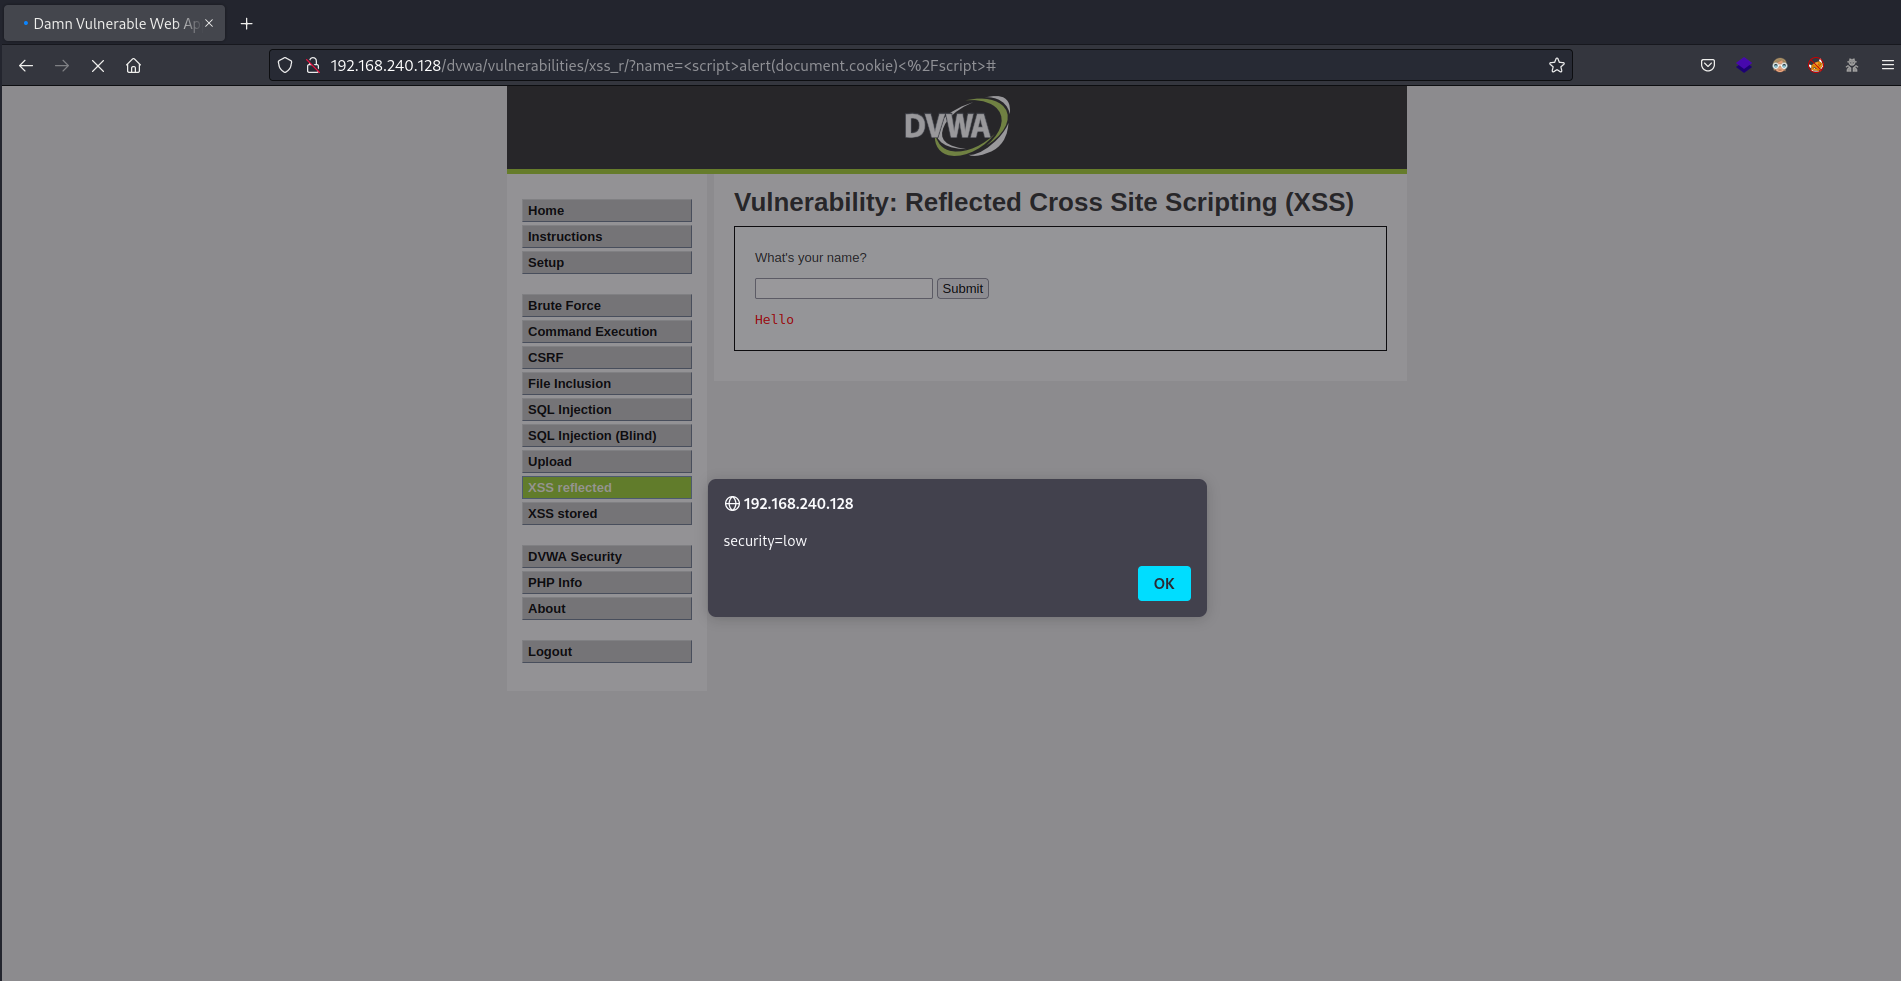 Damn Vulnerable Web Ap
192.168.240.128/dvwa/vulnerabilities/xss_r/?name=<script>alert(document.cookie)<%2Fscript>#
DVWA
Home
Instructions
Setup
Brute Force
Command Execution
CSRF
File Inclusion
SQL Injection
SQL Injection (Blind)
Upload
XSS reflected
XSS stored
DVWA Security
PHP Info
About
Logout
Vulnerability: Reflected Cross Site Scripting (XSS)
What's your name?
Submit
Hello
192.168.240.128
security=low
OK